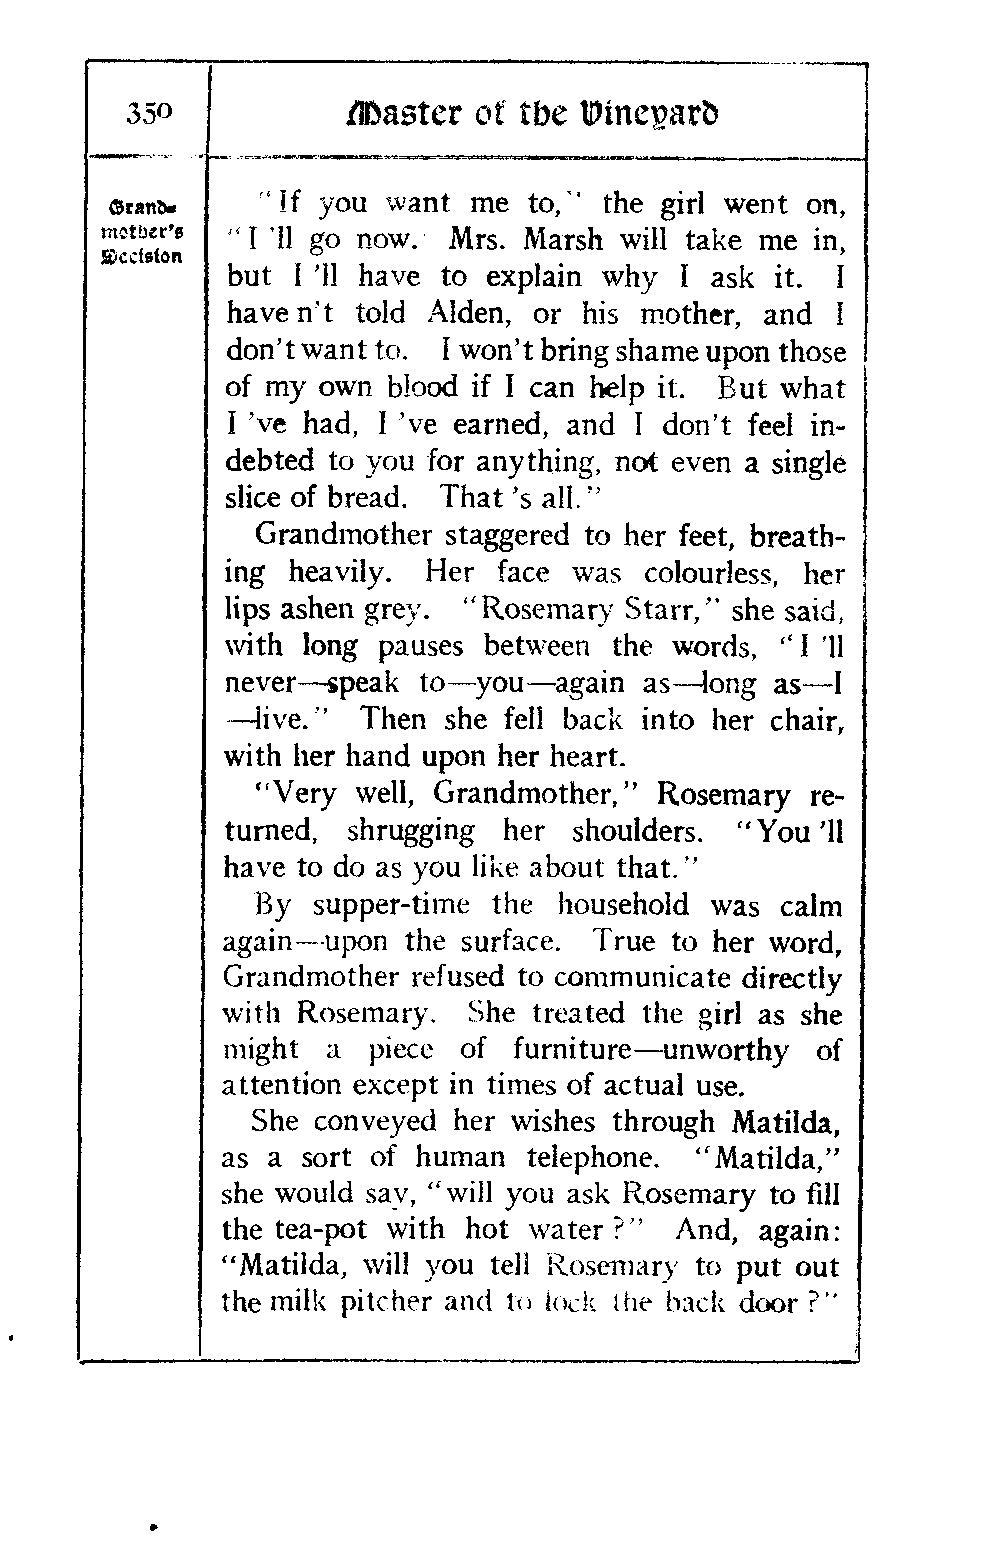 350
Master of the Vineyard
Grand-
mother's
Decision
"If you want me to," the girl went on,
"I 'll go now. Mrs. Marsh will take me in,
but I 'll have to explain why I ask it. I
have n't told Alden, or his mother, and I
don't want to. I won't bring shame upon those
of my own blood if I can help it. But what
I 've had, I 've earned, and I don't feel in-
debted to you for anything, not even a single
slice of bread. That 's all."
Grandmother staggered to her feet, breath-
ing heavily. Her face was colourless, her
lips ashen grey. "Rosemary Starr," she said,
with long pauses between the words, "I 'll
never—speak to—you—again as—long as—I
—live." Then she fell back into her chair,
with her hand upon her heart.
"Very well, Grandmother," Rosemary re-
turned, shrugging her shoulders. "You 'll
have to do as you like about that."
By supper-time the household was calm
again—upon the surface. True to her word,
Grandmother refused to communicate directly
with Rosemary. She treated the girl as she
might a piece of furniture—unworthy of
attention except in times of actual use.
She conveyed her wishes through Matilda,
as a sort of human telephone. "Matilda,"
she would say, "will you ask Rosemary to fill
the tea-pot with hot water?" And, again:
"Matilda, will you tell Rosemary to put out
the milk pitcher and to lock the back door?"